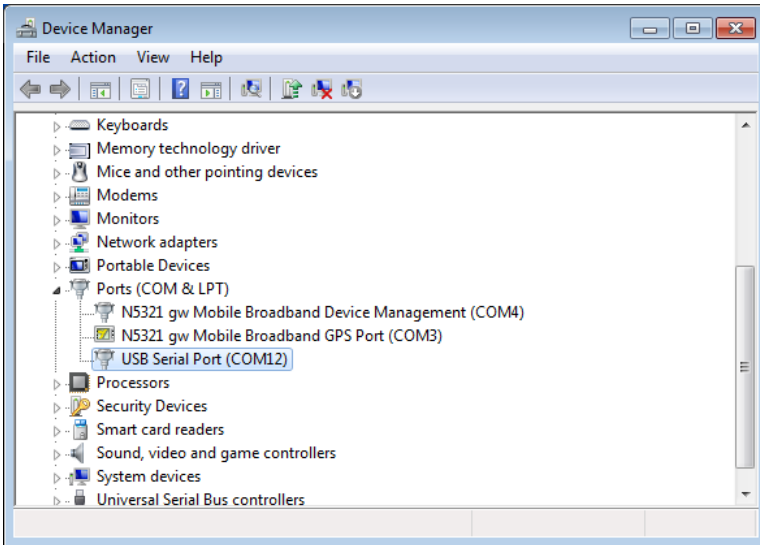 Device Manager
File Action View Help
Keyboards
Memory technology driver
Mice and other pointing devices
Modems
Monitors
Network adapters
Portable Devices
Ports (COM & LPT)
N5321 gw Mobile Broadband Device Management (COM4)
N5321 gw Mobile Broadband GPS Port (COM3)
USB Serial Port (COM12)
Processors
Security Devices
Smart card readers
Sound, video and game controllers
System devices
Universal Serial Bus controllers